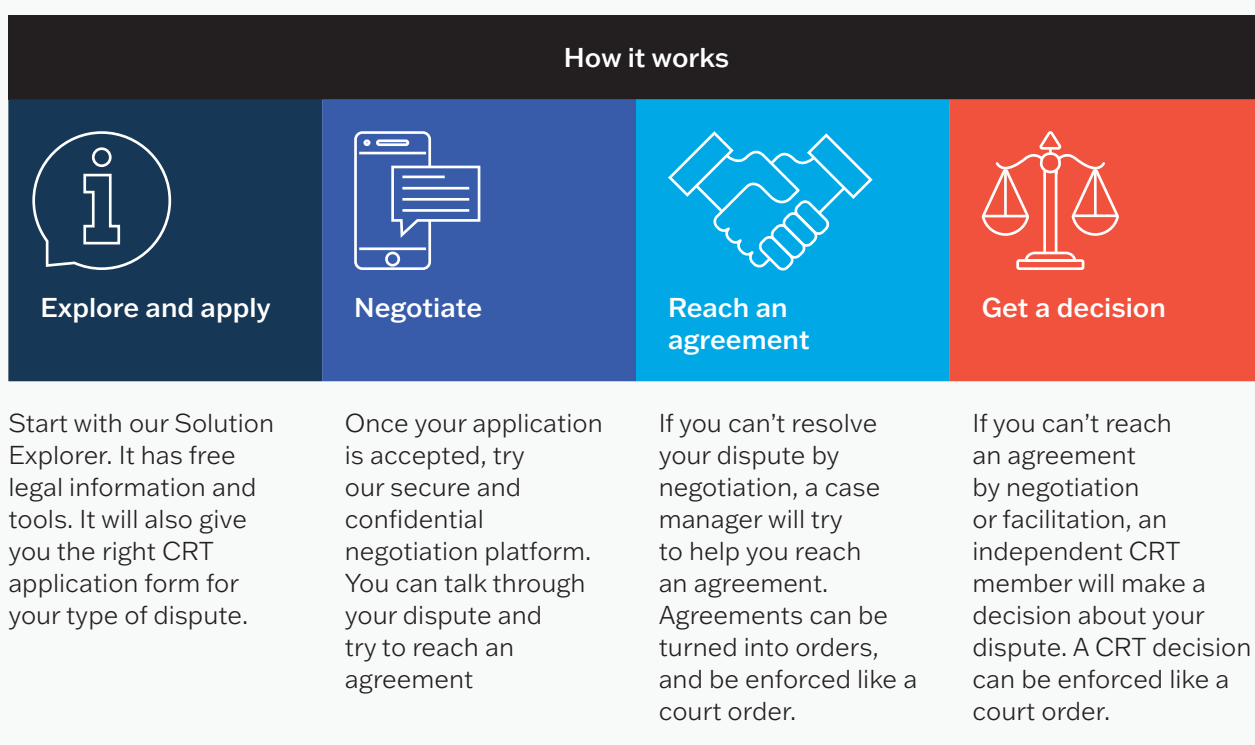 How it works
Explore and apply
Negotiate
Reach an
agreement
Get a decision
Start with our Solution
Explorer. It has free
legal information and
tools. It will also give
you the right CRT
application form for
your type of dispute.
Once your application
is accepted, try
our secure and
confidential
negotiation platform.
You can talk through
your dispute and
try to reach an
agreement
If you can’t resolve
your dispute by
negotiation, a case
manager will try
to help you reach
an agreement.
Agreements can be
turned into orders,
and be enforced like a
court order.
If you can’t reach
an agreement
by negotiation
or facilitation, an
independent CRT
member will make a
decision about your
dispute. A CRT decision
can be enforced like a
court order.